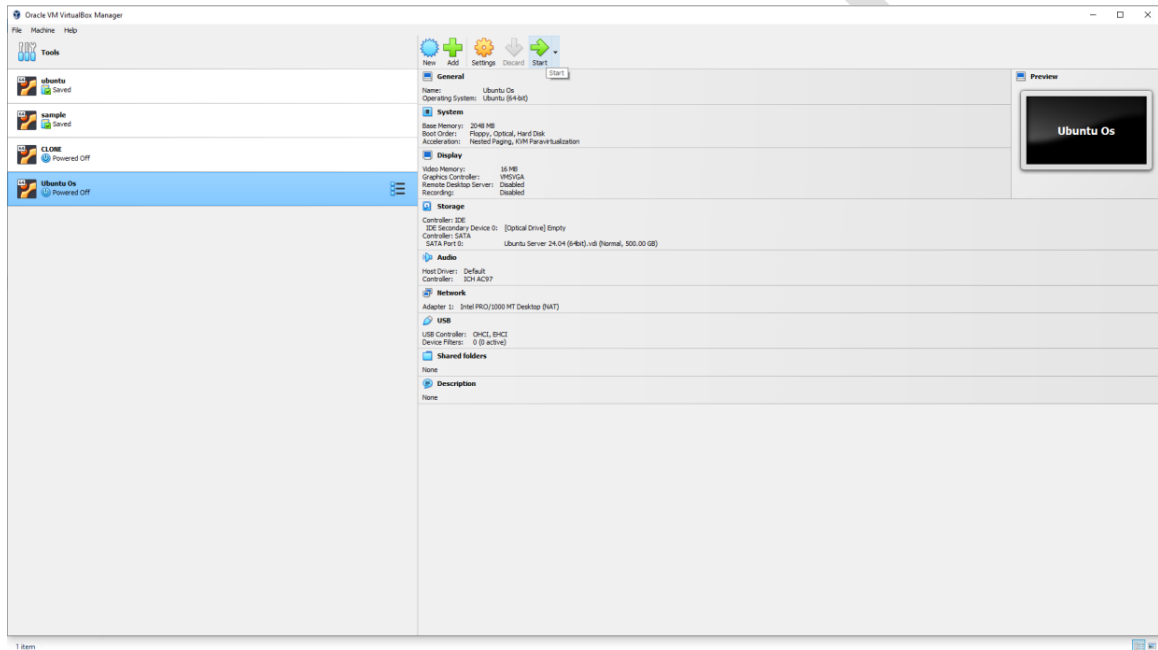 Oracle VM VirtualBox Manager
File Machine Help
Tools
ubuntu
Saved
sample
Saved
CLONE
Powered Off
Ubuntu Os
Powered Off
New Add Settings Discard Start
Start
General
Name: Ubuntu Os
Operating System: Ubuntu (64-bit)
System
Base Memory: 2048 MB
Boot Order: Floppy, Optical, Hard Disk
Acceleration: Nested Paging, KVM Paravirtualization
Display
Video Memory: 16 MB
Graphics Controller: VMSVGA
Remote Desktop Server: Disabled
Recording: Disabled
Storage
Controller: IDE
IDE Secondary Device 0: [Optical Drive] Empty
Controller: SATA
SATA Port 0: Ubuntu Server 24.04 (64bit).vdi (Normal, 500.00 GB)
Audio
Host Driver: Default
Controller: ICH AC97
Network
Adapter 1: Intel PRO/1000 MT Desktop (NAT)
USB
USB Controller: OHCI, EHCI
Device Filters: 0 (0 active)
Shared folders
None
Description
None
Preview
Ubuntu Os
1 item